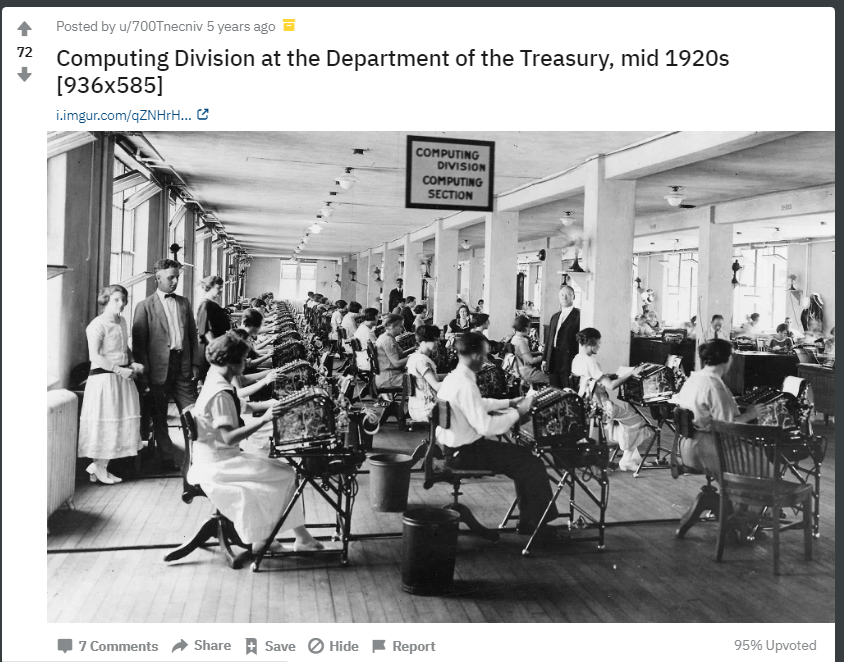 Posted by u/700Tnecniv 5 years ago
72
Computing Division at the Department of the Treasury, mid 1920s
[936x585]
i.imgur.com/qZNHrH...
COMPUTING
DIVISION
COMPUTING
SECTION
7 Comments Share Save Hide Report 95% Upvoted